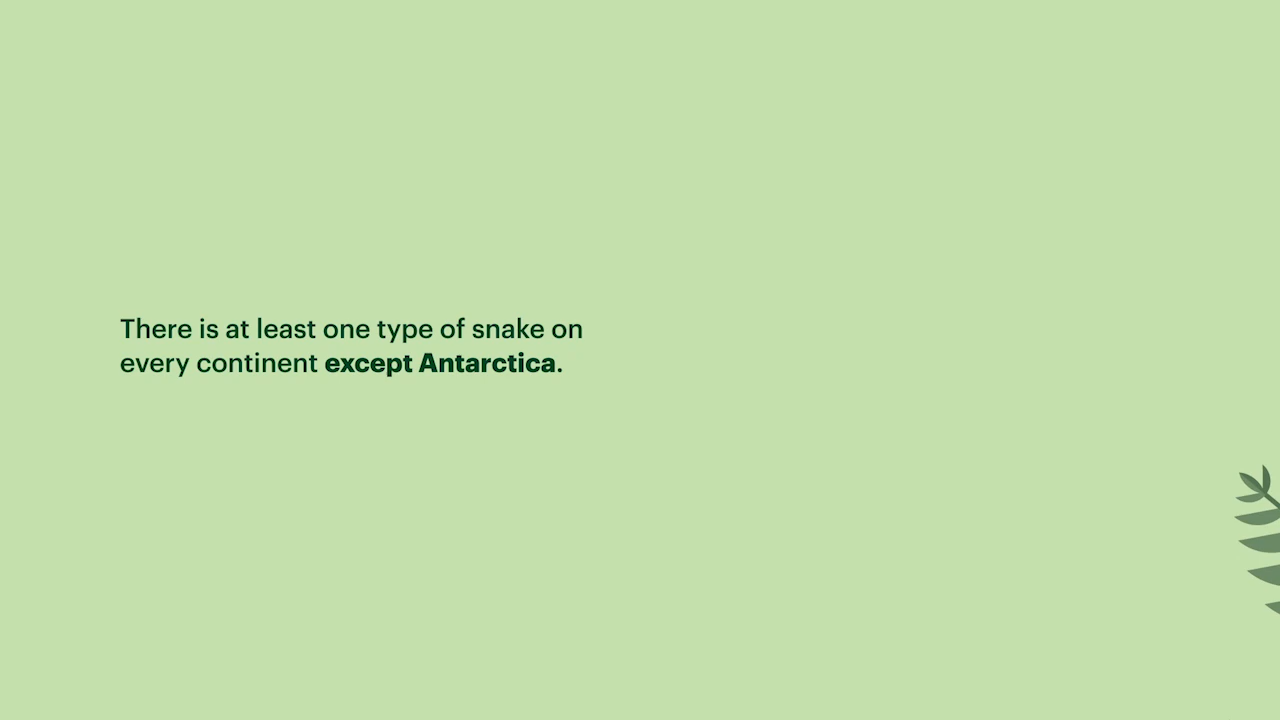 There is at least one type of snake on
every continent except Antarctica.